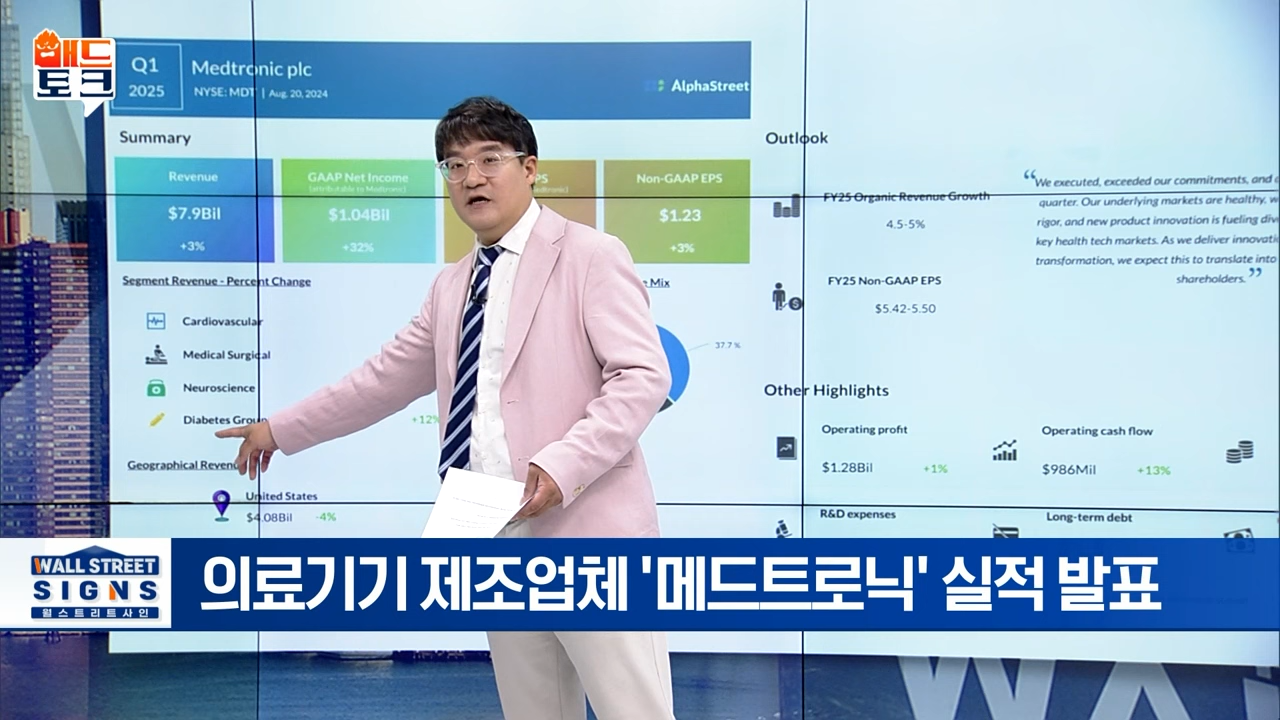 매드
토크
Q1
2025
Medtronic plc
NYSE: MDT | Aug. 20, 2024
AlphaStreet
Summary
Revenue
$7.9Bil
+3%
GAAP Net Income
(attributable to Medtronic)
$1.04Bil
+32%
Non-GAAP EPS
$1.23
+3%
Segment Revenue - Percent Change
Mix
Cardiovascular
Medical Surgical
Neuroscience
Diabetes Group
+12%
37.7 %
Geographical
United States
$4.08Bil -4%
Outlook
FY25 Organic Revenue Growth
4.5-5%
FY25 Non-GAAP EPS
$5.42-5.50
“We executed, exceeded our commitments, and
quarter. Our underlying markets are healthy,
rigor, and new product innovation is fueling
key health tech markets. As we deliver
transformation, we expect this to translate into
shareholders.”
Other Highlights
Operating profit
$1.28Bil +1%
Operating cash flow
$986Mil +13%
R&D expenses
Long-term debt
WALL STREET
SIGNS
월스트리트사인
의료기기 제조업체 '메드트로닉' 실적 발표